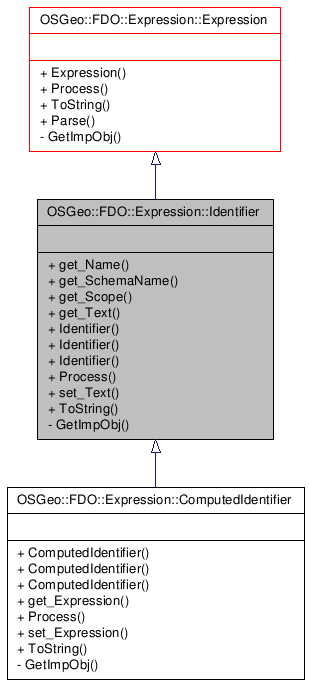 OSGeo::FDO::Expression::Expression
+ Expression()
+ Process()
+ ToString()
+ Parse()
- GetImpObj()
OSGeo::FDO::Expression::Identifier
+ get_Name()
+ get_SchemaName()
+ get_Scope()
+ get_Text()
+ Identifier()
+ Identifier()
+ Identifier()
+ Process()
+ set_Text()
+ ToString()
- GetImpObj()
OSGeo::FDO::Expression::ComputedIdentifier
+ ComputedIdentifier()
+ ComputedIdentifier()
+ ComputedIdentifier()
+ get_Expression()
+ Process()
+ set_Expression()
+ ToString()
- GetImpObj()